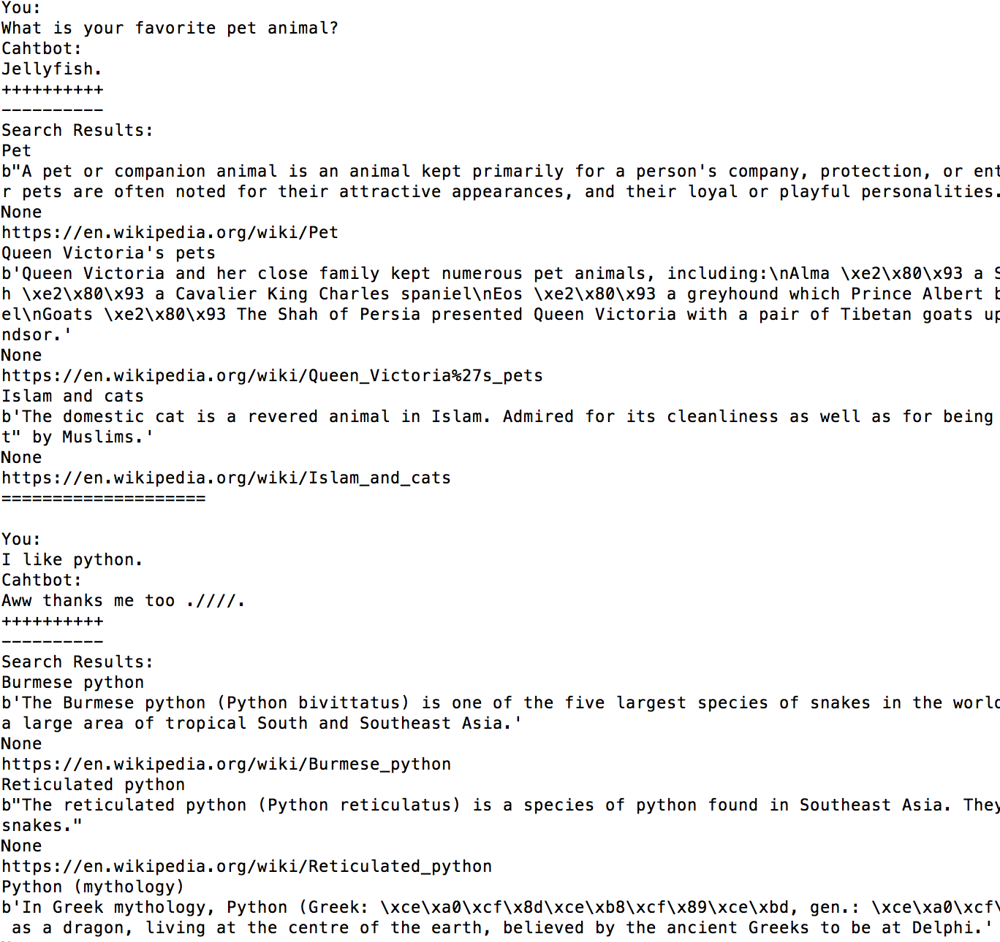 You:
What is your favorite pet animal?
Cahtbot:
Jellyfish.
++++++++++
----------
Search Results:
Pet
b"A pet or companion animal is an animal kept primarily for a person's company, protection, or ent
r pets are often noted for their attractive appearances, and their loyal or playful personalities.
None
https://en.wikipedia.org/wiki/Pet
Queen Victoria's pets
b'Queen Victoria and her close family kept numerous pet animals, including:\nAlma \xe2\x80\x93 a S
h \xe2\x80\x93 a Cavalier King Charles spaniel\nEos \xe2\x80\x93 a greyhound which Prince Albert b
el\nGoats \xe2\x80\x93 The Shah of Persia presented Queen Victoria with a pair of Tibetan goats up
ndsor.'
None
https://en.wikipedia.org/wiki/Queen_Victoria%27s_pets
Islam and cats
b'The domestic cat is a revered animal in Islam. Admired for its cleanliness as well as for being
t" by Muslims.'
None
https://en.wikipedia.org/wiki/Islam_and_cats
====================
You:
I like python.
Cahtbot:
Aww thanks me too .////.
++++++++++
----------
Search Results:
Burmese python
b'The Burmese python (Python bivittatus) is one of the five largest species of snakes in the world
a large area of tropical South and Southeast Asia.'
None
https://en.wikipedia.org/wiki/Burmese_python
Reticulated python
b"The reticulated python (Python reticulatus) is a species of python found in Southeast Asia. They
snakes."
None
https://en.wikipedia.org/wiki/Reticulated_python
Python (mythology)
b'In Greek mythology, Python (Greek: \xce\xa0\xcf\x8d\xce\xb8\xcf\x89\xce\xbd, gen.: \xce\xa0\xcf\
as a dragon, living at the centre of the earth, believed by the ancient Greeks to be at Delphi.'